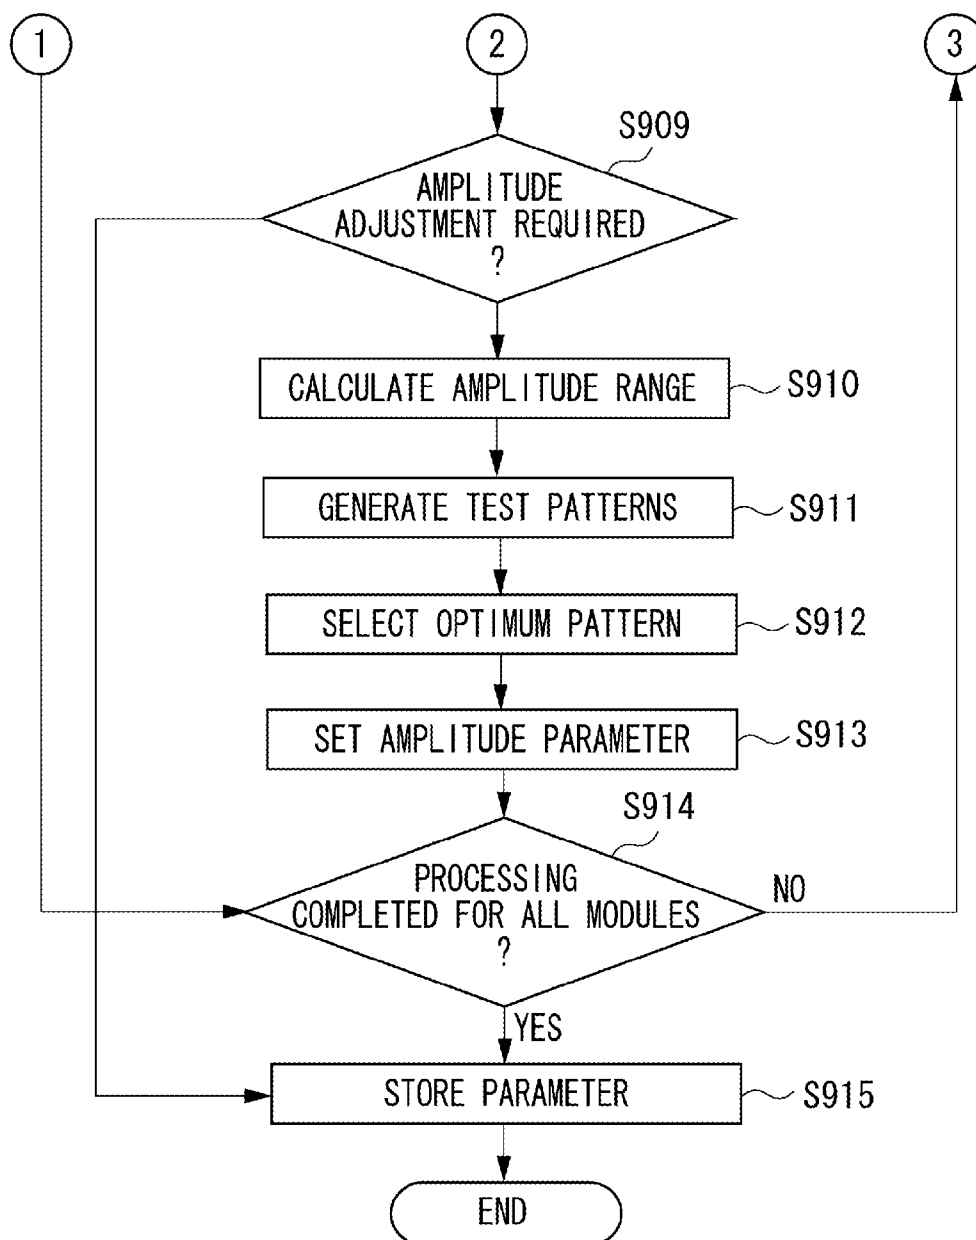 1
2
3
S909
AMPLITUDE
ADJUSTMENT REQUIRED
?
CALCULATE AMPLITUDE RANGE
S910
GENERATE TEST PATTERNS
S911
SELECT OPTIMUM PATTERN
S912
SET AMPLITUDE PARAMETER
S913
S914
PROCESSING
COMPLETED FOR ALL MODULES
?
NO
YES
STORE PARAMETER
S915
END